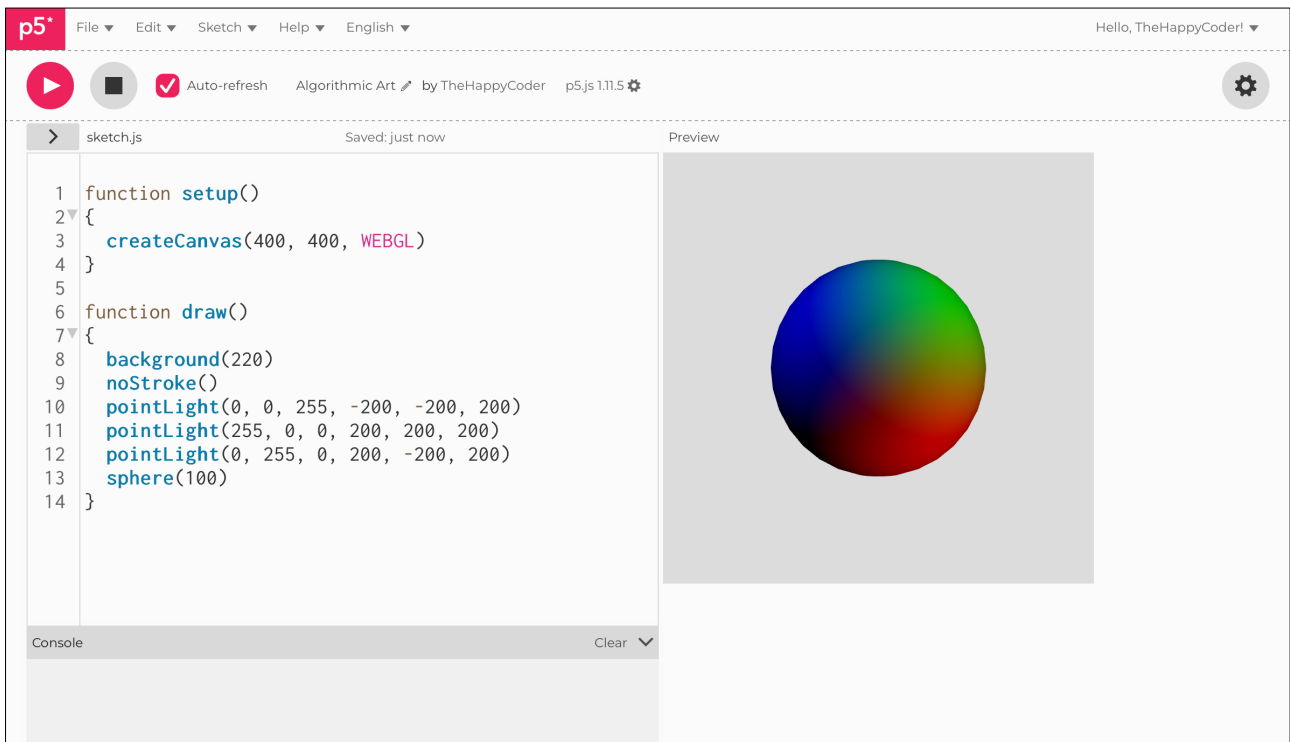 p5* File Edit Sketch Help English Hello, TheHappyCoder!
Auto-refresh Algorithmic Art by TheHappyCoder p5.js 1.11.5
sketch.js Saved: just now Preview
1 function setup()
2 {
3 createCanvas(400, 400, WEBGL)
4 }
5
6 function draw()
7 {
8 background(220)
9 noStroke()
10 pointLight(0, 0, 255, -200, -200, 200)
11 pointLight(255, 0, 0, 200, 200, 200)
12 pointLight(0, 255, 0, 200, -200, 200)
13 sphere(100)
14 }
Console Clear